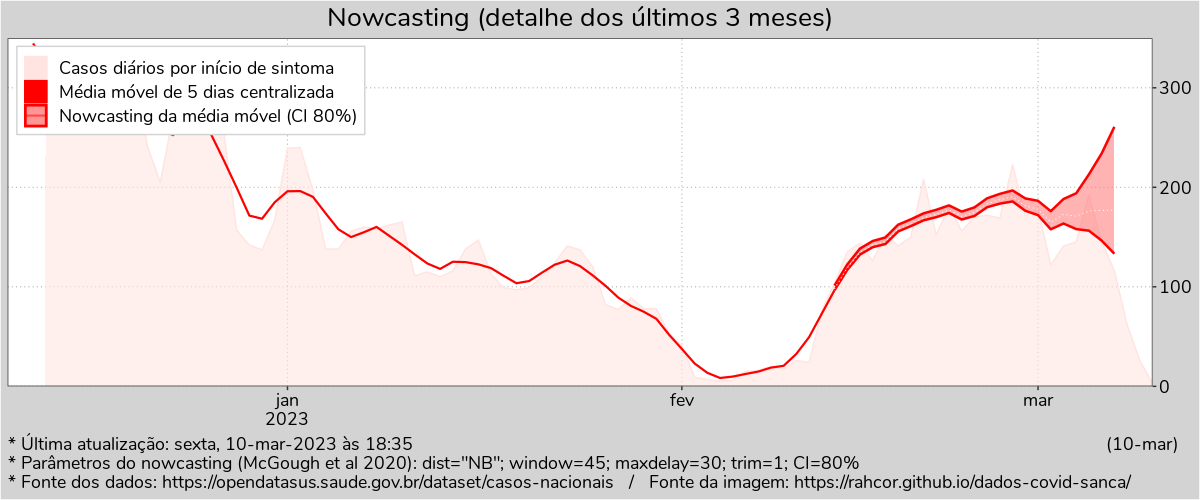 Nowcasting (detalhe dos últimos 3 meses)
Casos diários por início de sintoma
Média móvel de 5 dias centralizada
Nowcasting da média móvel (CI 80%)
300
200
100
0
jan
2023
fev
mar
* Última atualização: sexta, 10-mar-2023 às 18:35
(10-mar)
* Parâmetros do nowcasting (McGough et al 2020): dist="NB"; window=45; maxdelay=30; trim=1; CI=80%
* Fonte dos dados: https://opendatasus.saude.gov.br/dataset/casos-nacionais / Fonte da imagem: https://rahcor.github.io/dados-covid-sanca/